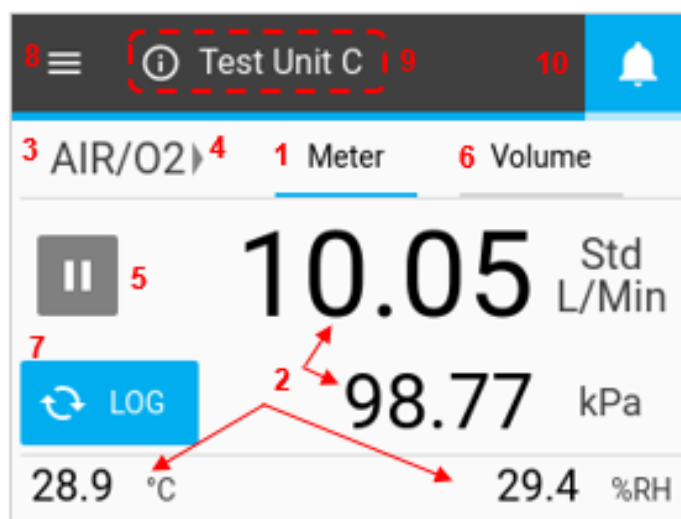 8 Test Unit C 9 10
3 AIR/O2 4 1 Meter 6 Volume
5 10.05 Std L/Min
7
LOG 2 98.77 kPa
28.9 °C 29.4 %RH